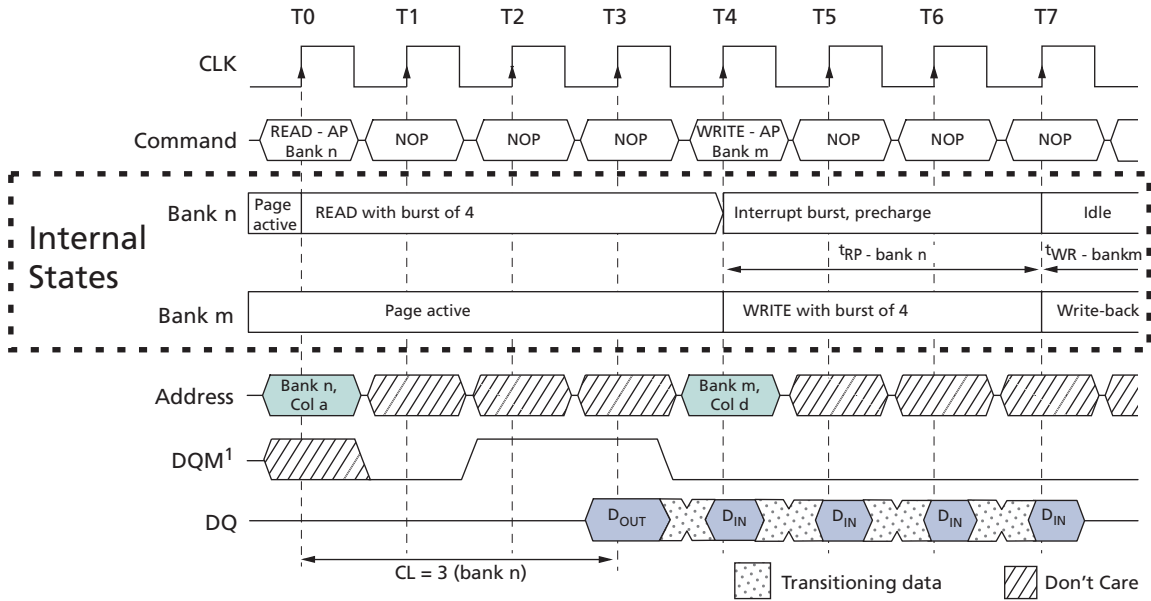 T0 T1 T2 T3 T4 T5 T6 T7
CLK
Command
READ - AP
Bank n
NOP
NOP
NOP
WRITE - AP
Bank m
NOP
NOP
NOP
Internal
States
Bank n
Page
active
READ with burst of 4
Interrupt burst, precharge
Idle
tRP - bank n
tWR - bankm
Bank m
Page active
WRITE with burst of 4
Write-back
Address
Bank n,
Col a
Bank m,
Col d
DQM1
DQ
DOUT
DIN
DIN
DIN
DIN
CL = 3 (bank n)
Transitioning data
Don't Care